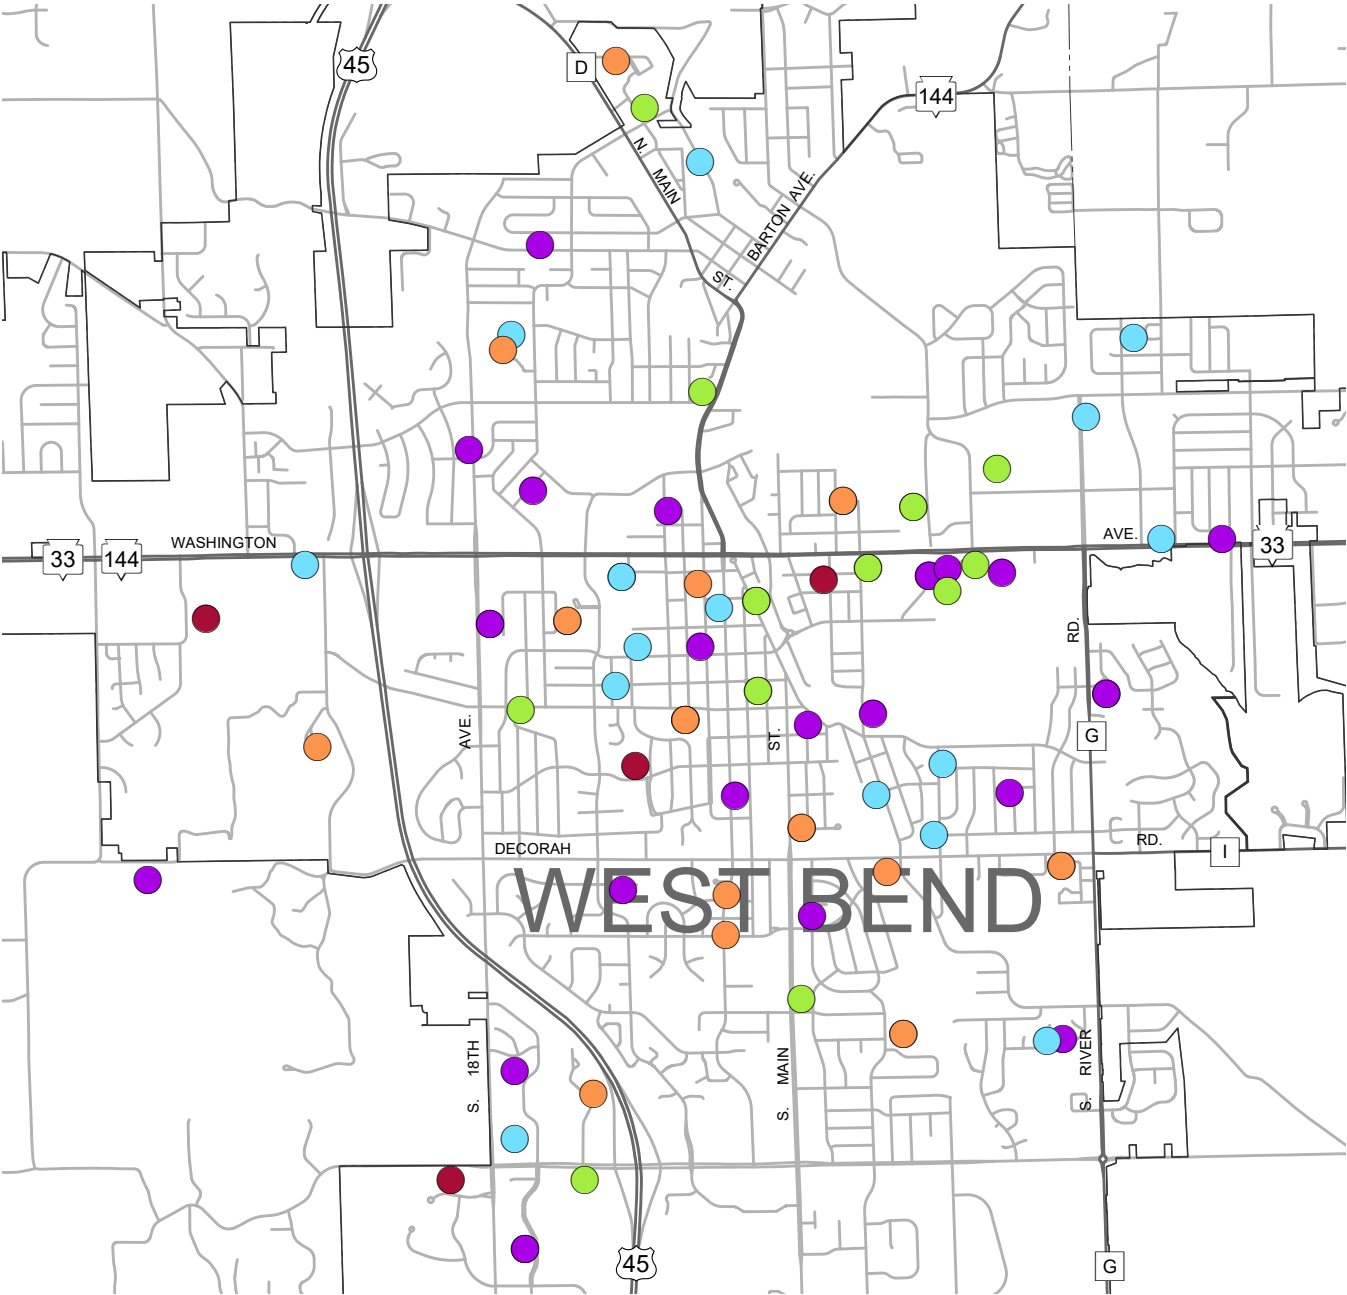 45
D
144
N. MAIN ST.
BARTON AVE.
WASHINGTON AVE.
33
144
33
RD.
G
AVE.
ST.
DECORAH RD.
I
WEST BEND
S. 18TH
S. MAIN
S. RIVER
45
G